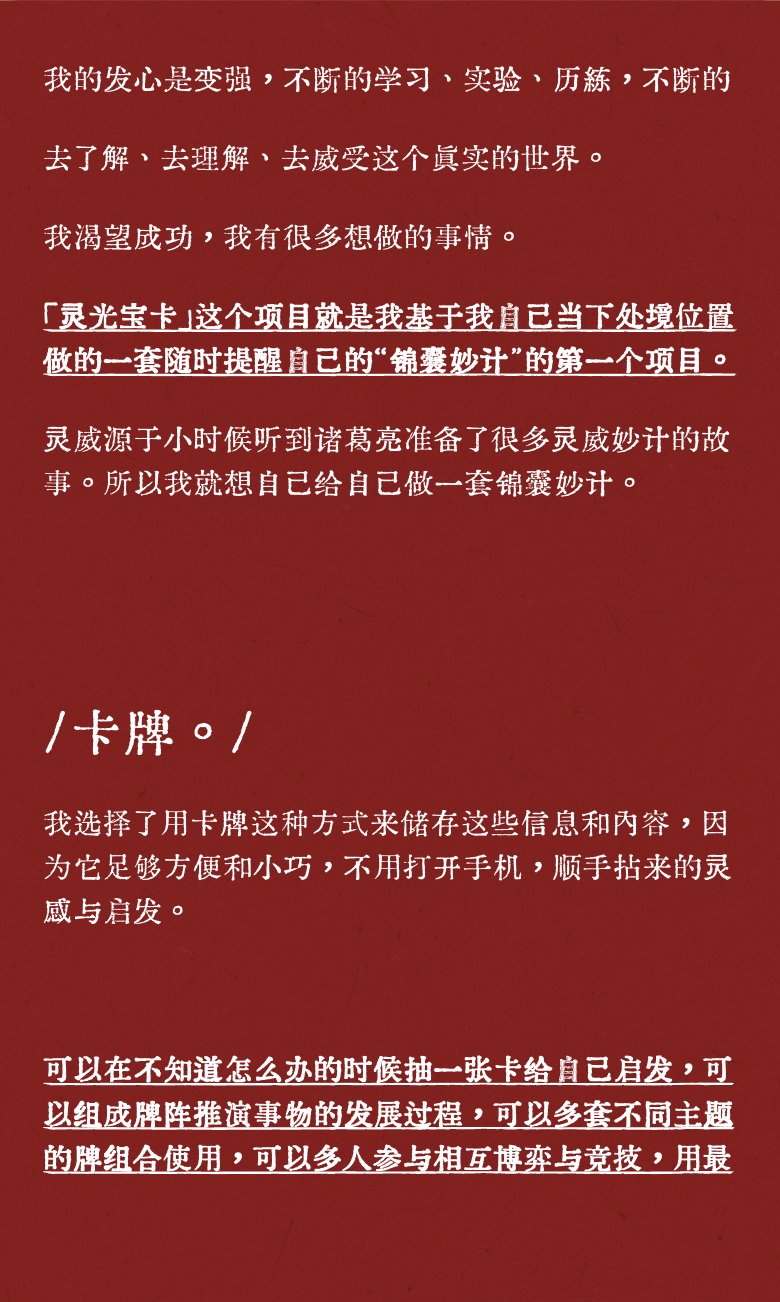 我的发心是变强，不断的学习、实验、历練，不断的
去了解、去理解、去感受这个眞实的世界。
我渴望成功，我有很多想做的事情。
「灵光宝卡」这个项目就是我基于我自己当下处境位置
做的一套随时提醒自己的“锦囊妙计”的第一个项目。
灵感源于小时候听到诸葛亮准备了很多灵感妙计的故
事。所以我就想自己给自己做一套锦囊妙计。
/卡牌。/
我选择了用卡牌这种方式来储存这些信息和內容，因
为它足够方便和小巧，不用打开手机，顺手拈来的灵
感与启发。
可以在不知道怎么办的时候抽一张卡给自己启发，可
以组成牌阵推演事物的发展过程，可以多套不同主题
的牌组合使用，可以多人参与相互博弈与竞技，用最